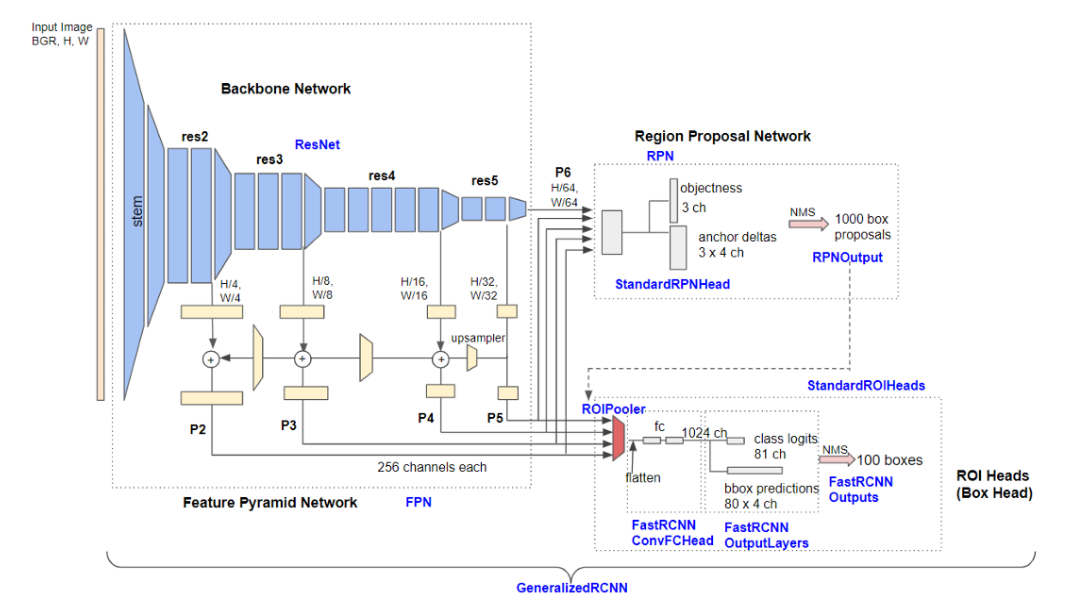 Input Image
BGR, H, W
Backbone Network
ResNet
stem
res2
res3
res4
res5
H/4,
W/4
H/8,
W/8
H/16,
W/16
H/32,
W/32
upsampler
+
+
+
P2
P3
P4
P5
256 channels each
Feature Pyramid Network
FPN
P6
H/64,
W/64
Region Proposal Network
RPN
objectness
3 ch
anchor deltas
3 x 4 ch
StandardRPNHead
NMS
1000 box
proposals
RPNOutput
StandardROIHeads
ROIPooler
flatten
fc
1024 ch
class logits
81 ch
bbox predictions
80 x 4 ch
FastRCNN
ConvFCHead
FastRCNN
OutputLayers
NMS
100 boxes
FastRCNN
Outputs
ROI Heads
(Box Head)
GeneralizedRCNN